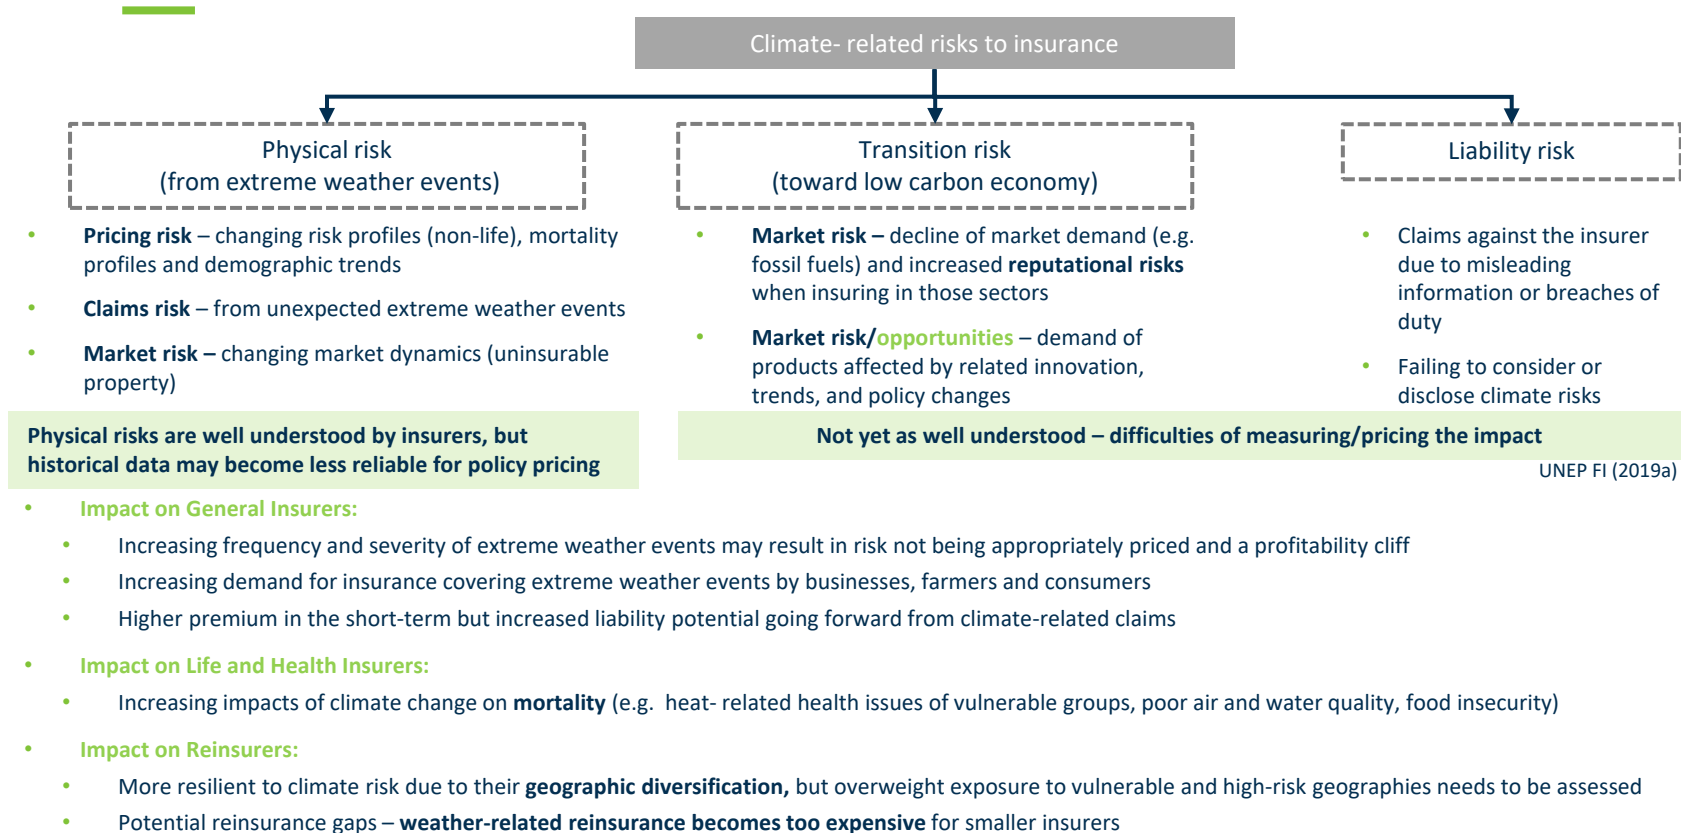 Climate- related risks to insurance
Physical risk
(from extreme weather events)
• Pricing risk – changing risk profiles (non-life), mortality
profiles and demographic trends
• Claims risk – from unexpected extreme weather events
• Market risk – changing market dynamics (uninsurable
property)
Physical risks are well understood by insurers, but
historical data may become less reliable for policy pricing
Transition risk
(toward low carbon economy)
• Market risk – decline of market demand (e.g.
fossil fuels) and increased reputational risks
when insuring in those sectors
• Market risk/opportunities – demand of
products affected by related innovation,
trends, and policy changes
Liability risk
• Claims against the insurer
due to misleading
information or breaches of
duty
• Failing to consider or
disclose climate risks
Not yet as well understood – difficulties of measuring/pricing the impact
UNEP FI (2019a)
• Impact on General Insurers:
• Increasing frequency and severity of extreme weather events may result in risk not being appropriately priced and a profitability cliff
• Increasing demand for insurance covering extreme weather events by businesses, farmers and consumers
• Higher premium in the short-term but increased liability potential going forward from climate-related claims
• Impact on Life and Health Insurers:
• Increasing impacts of climate change on mortality (e.g. heat- related health issues of vulnerable groups, poor air and water quality, food insecurity)
• Impact on Reinsurers:
• More resilient to climate risk due to their geographic diversification, but overweight exposure to vulnerable and high-risk geographies needs to be assessed
• Potential reinsurance gaps – weather-related reinsurance becomes too expensive for smaller insurers